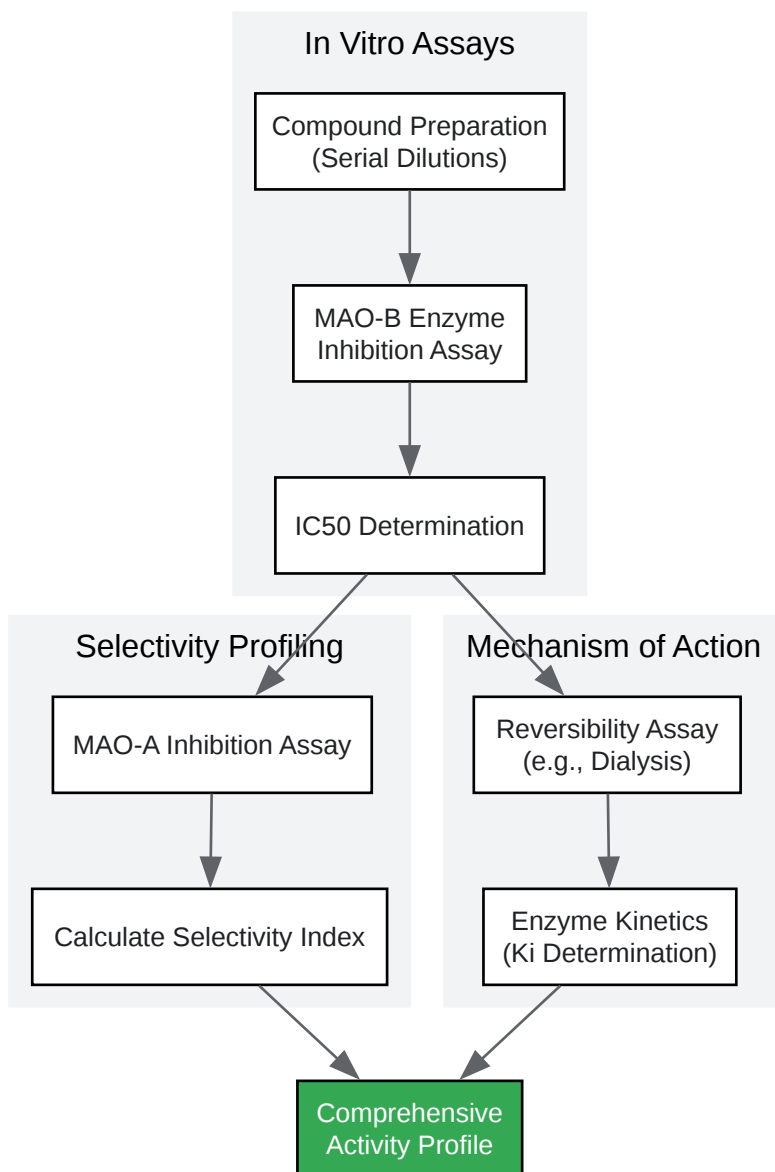 In Vitro Assays
Compound Preparation
(Serial Dilutions)
MAO-B Enzyme
Inhibition Assay
IC50 Determination
Selectivity Profiling
MAO-A Inhibition Assay
Calculate Selectivity Index
Mechanism of Action
Reversibility Assay
(e.g., Dialysis)
Enzyme Kinetics
(Ki Determination)
Comprehensive
Activity Profile